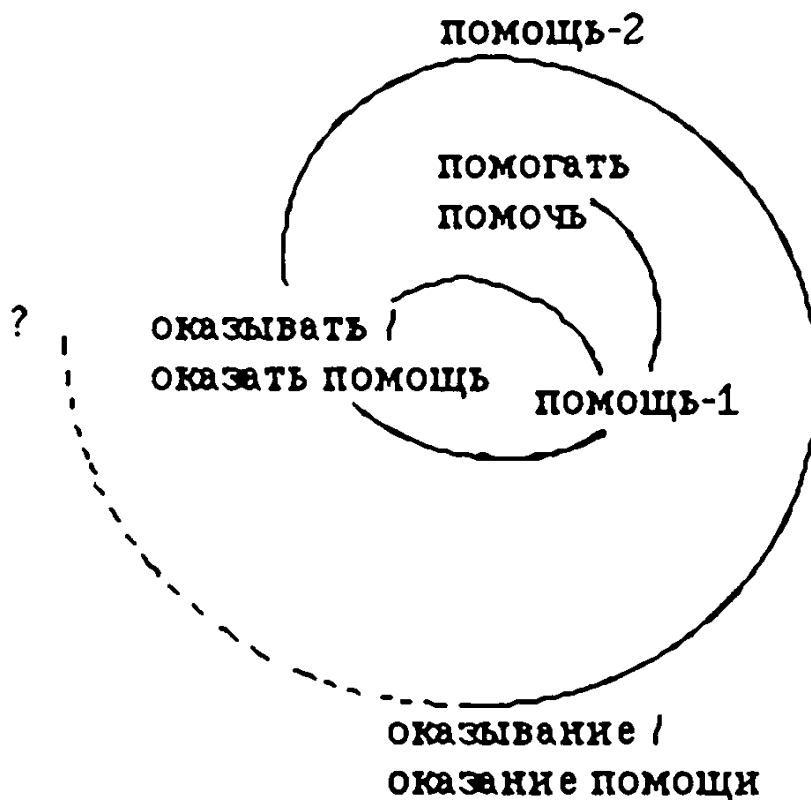 помощь-2
помогать
помочь
?
оказывать /
оказать помощь
помощь-1
оказывание /
оказание помощи